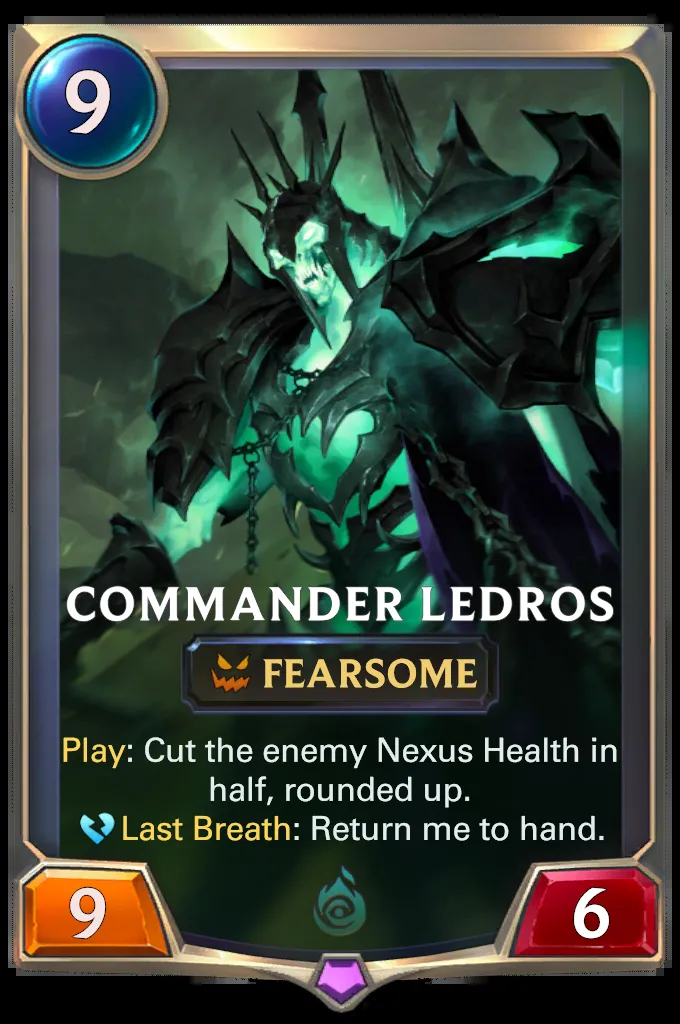 9
COMMANDER LEDROS
FEARSOME
Play: Cut the enemy Nexus Health in
half, rounded up.
Last Breath: Return me to hand.
9
6